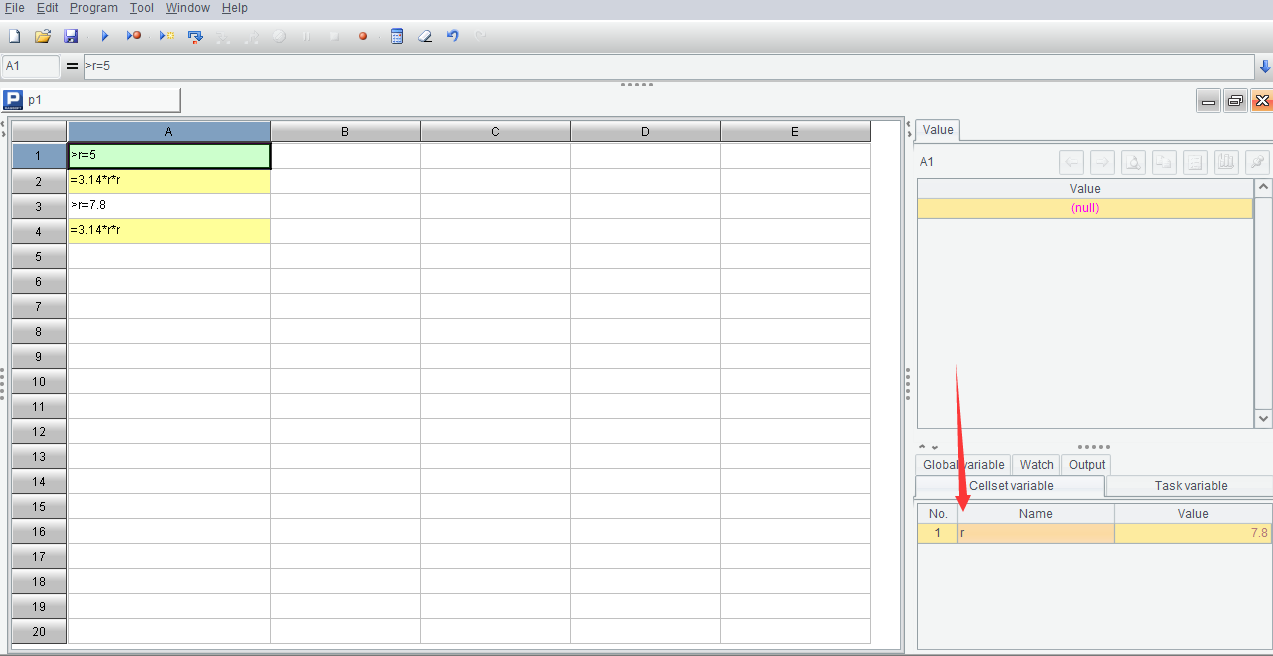 File Edit Program Tool Window Help
A1 = >r=5
P p1
A B C D E
1 >r=5
2 =3.14*r*r
3 >r=7.8
4 =3.14*r*r
5
6
7
8
9
10
11
12
13
14
15
16
17
18
19
20
Value
A1
Value
(null)
Global variable Watch Output
Cellset variable Task variable
No. Name Value
1 r 7.8